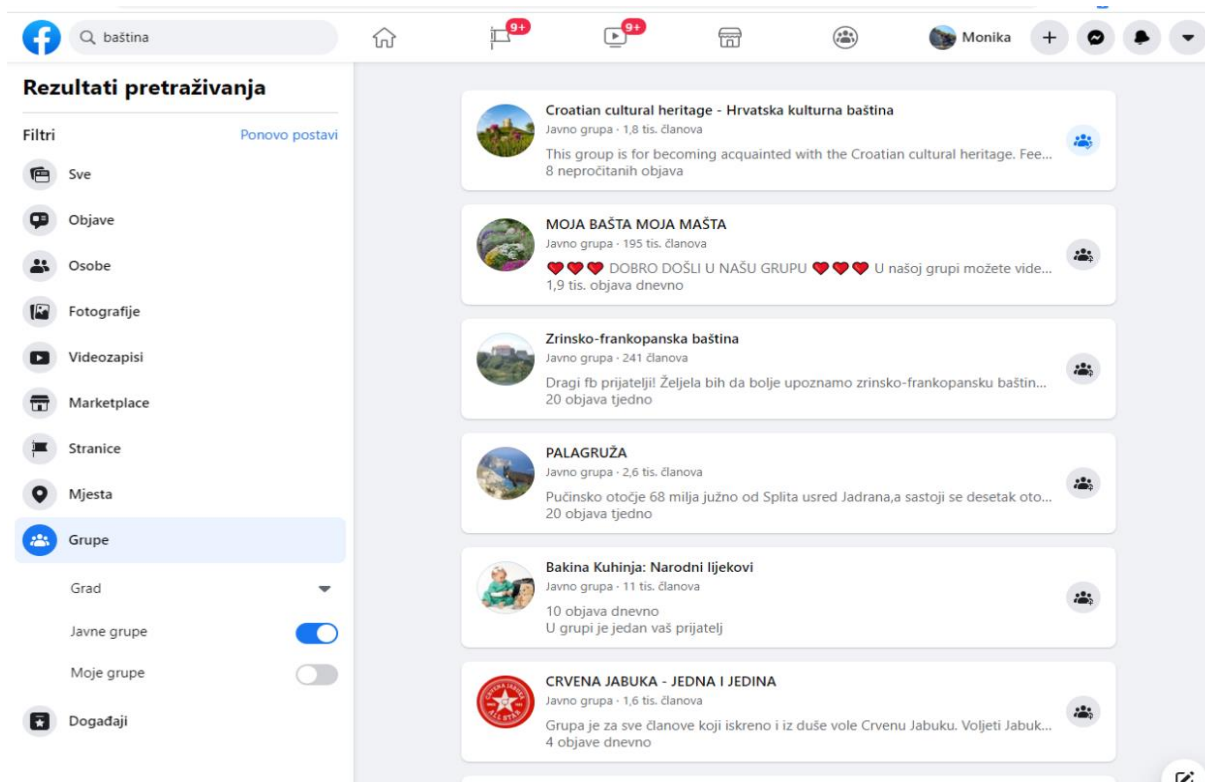 baština
9+
9+
Monika
Rezultati pretraživanja
Filtri
Ponovo postavi
Sve
Objave
Osobe
Fotografije
Videozapisi
Marketplace
Stranice
Mjesta
Grupe
Grad
Javne grupe
Moje grupe
Događaji
Croatian cultural heritage - Hrvatska kulturna baština
Javno grupa · 1,8 tis. članova
This group is for becoming acquainted with the Croatian cultural heritage. Fee...
8 nepročitanih objava
MOJA BAŠTA MOJA MAŠTA
Javno grupa · 195 tis. članova
❤❤❤ DOBRO DOŠLI U NAŠU GRUPU ❤❤❤ U našoj grupi možete vide...
1,9 tis. objava dnevno
Zrinsko-frankopanska baština
Javno grupa · 241 članova
Dragi fb prijatelji! Željela bih da bolje upoznamo zrinsko-frankopansku baštin...
20 objava tjedno
PALAGRUŽA
Javno grupa · 2,6 tis. članova
Pučinsko otočje 68 milja južno od Splita usred Jadrana,a sastoji se desetak oto...
20 objava tjedno
Bakina Kuhinja: Narodni lijekovi
Javno grupa · 11 tis. članova
10 objava dnevno
U grupi je jedan vaš prijatelj
CRVENA JABUKA
ALL STAR
CRVENA JABUKA - JEDNA I JEDINA
Javno grupa · 1,6 tis. članova
Grupa je za sve članove koji iskreno i iz duše vole Crvenu Jabuku. Voljeti Jabuk...
4 objave dnevno